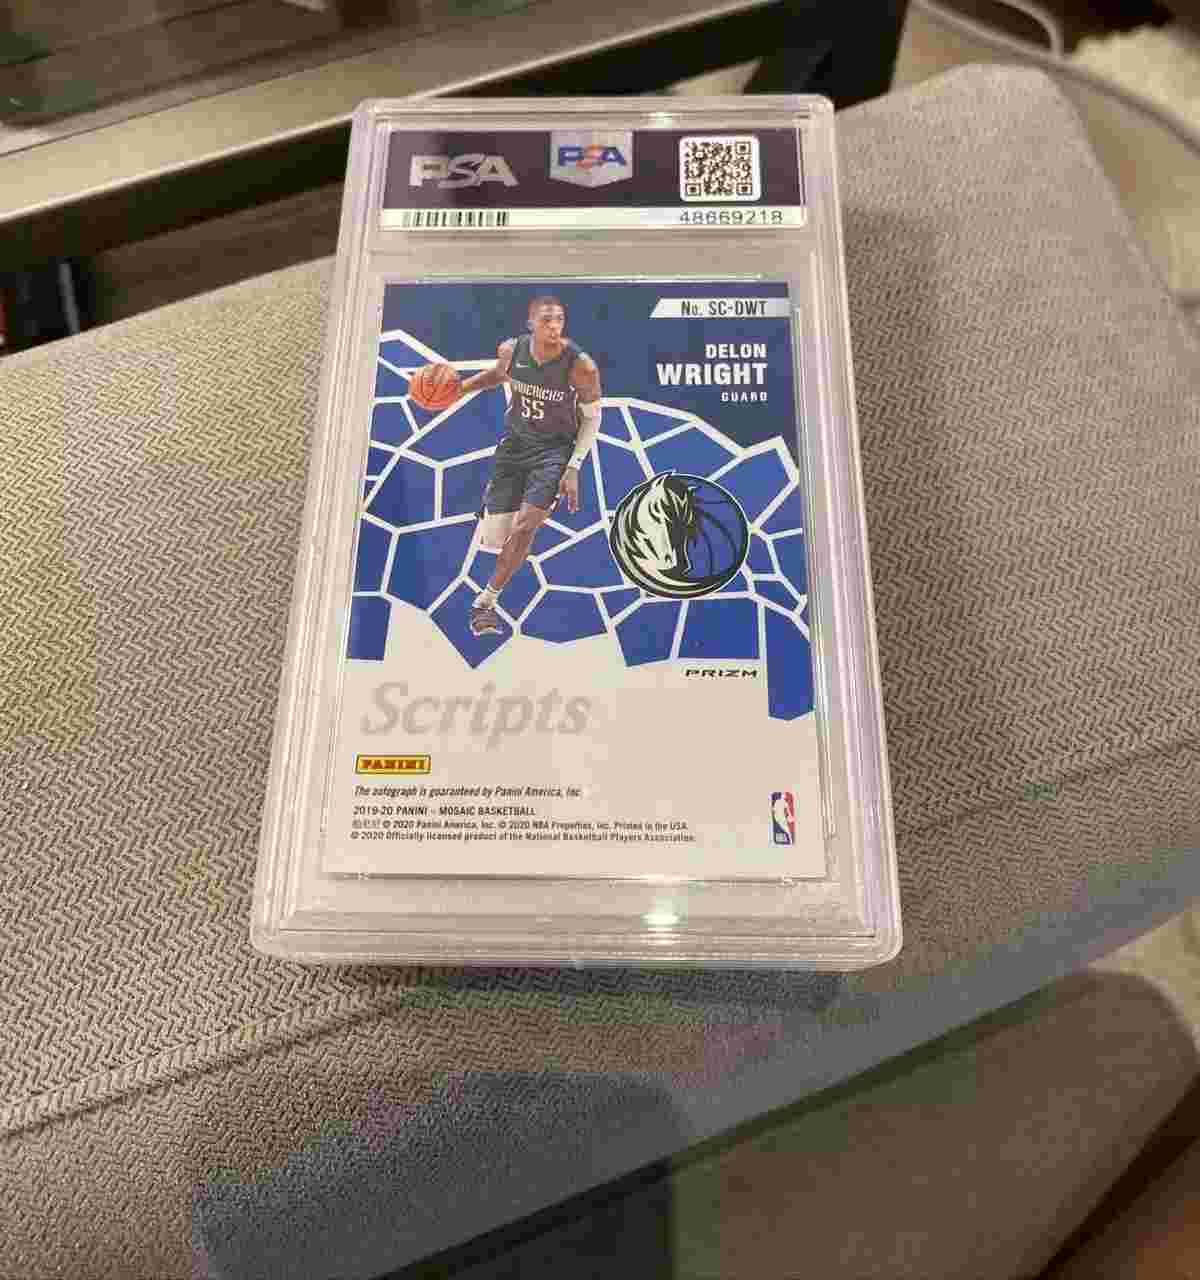 PSA
PSA
48669218
No. SC-DWT
DELON
WRIGHT
GUARD
MAVERICKS
55
PRIZM
Scripts
PANINI
The autograph is guaranteed by Panini America, Inc.
2019-20 PANINI – MOSAIC BASKETBALL
© 2020 Panini America, Inc. © 2020 NBA Properties, Inc. Printed in the USA.
© 2020 Officially licensed product of the National Basketball Players Association.
NBA